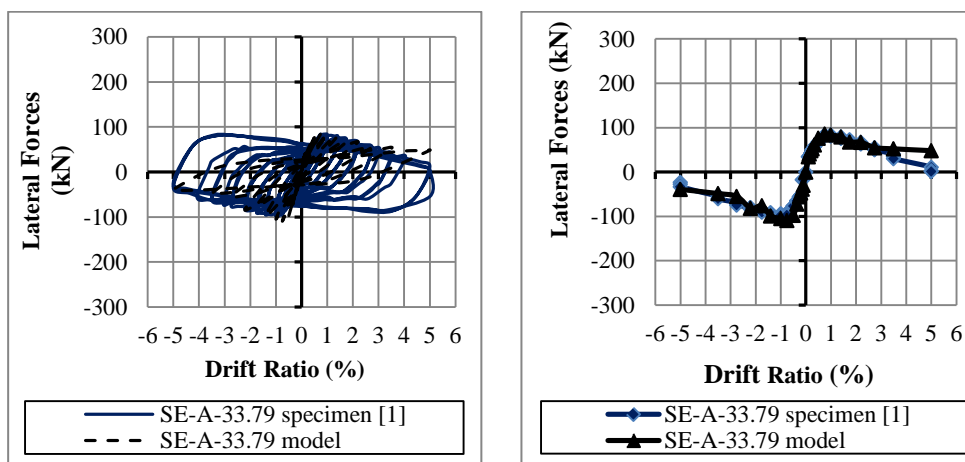 300
200
100
0
-100
-200
-300
Lateral Forces
(kN)
-6 -5 -4 -3 -2 -1 0 1 2 3 4 5 6
Drift Ratio (%)
SE-A-33.79 specimen [1]
SE-A-33.79 model
300
200
100
0
-100
-200
-300
Lateral Forces (kN)
-6 -5 -4 -3 -2 -1 0 1 2 3 4 5 6
Drift Ratio (%)
SE-A-33.79 specimen [1]
SE-A-33.79 model